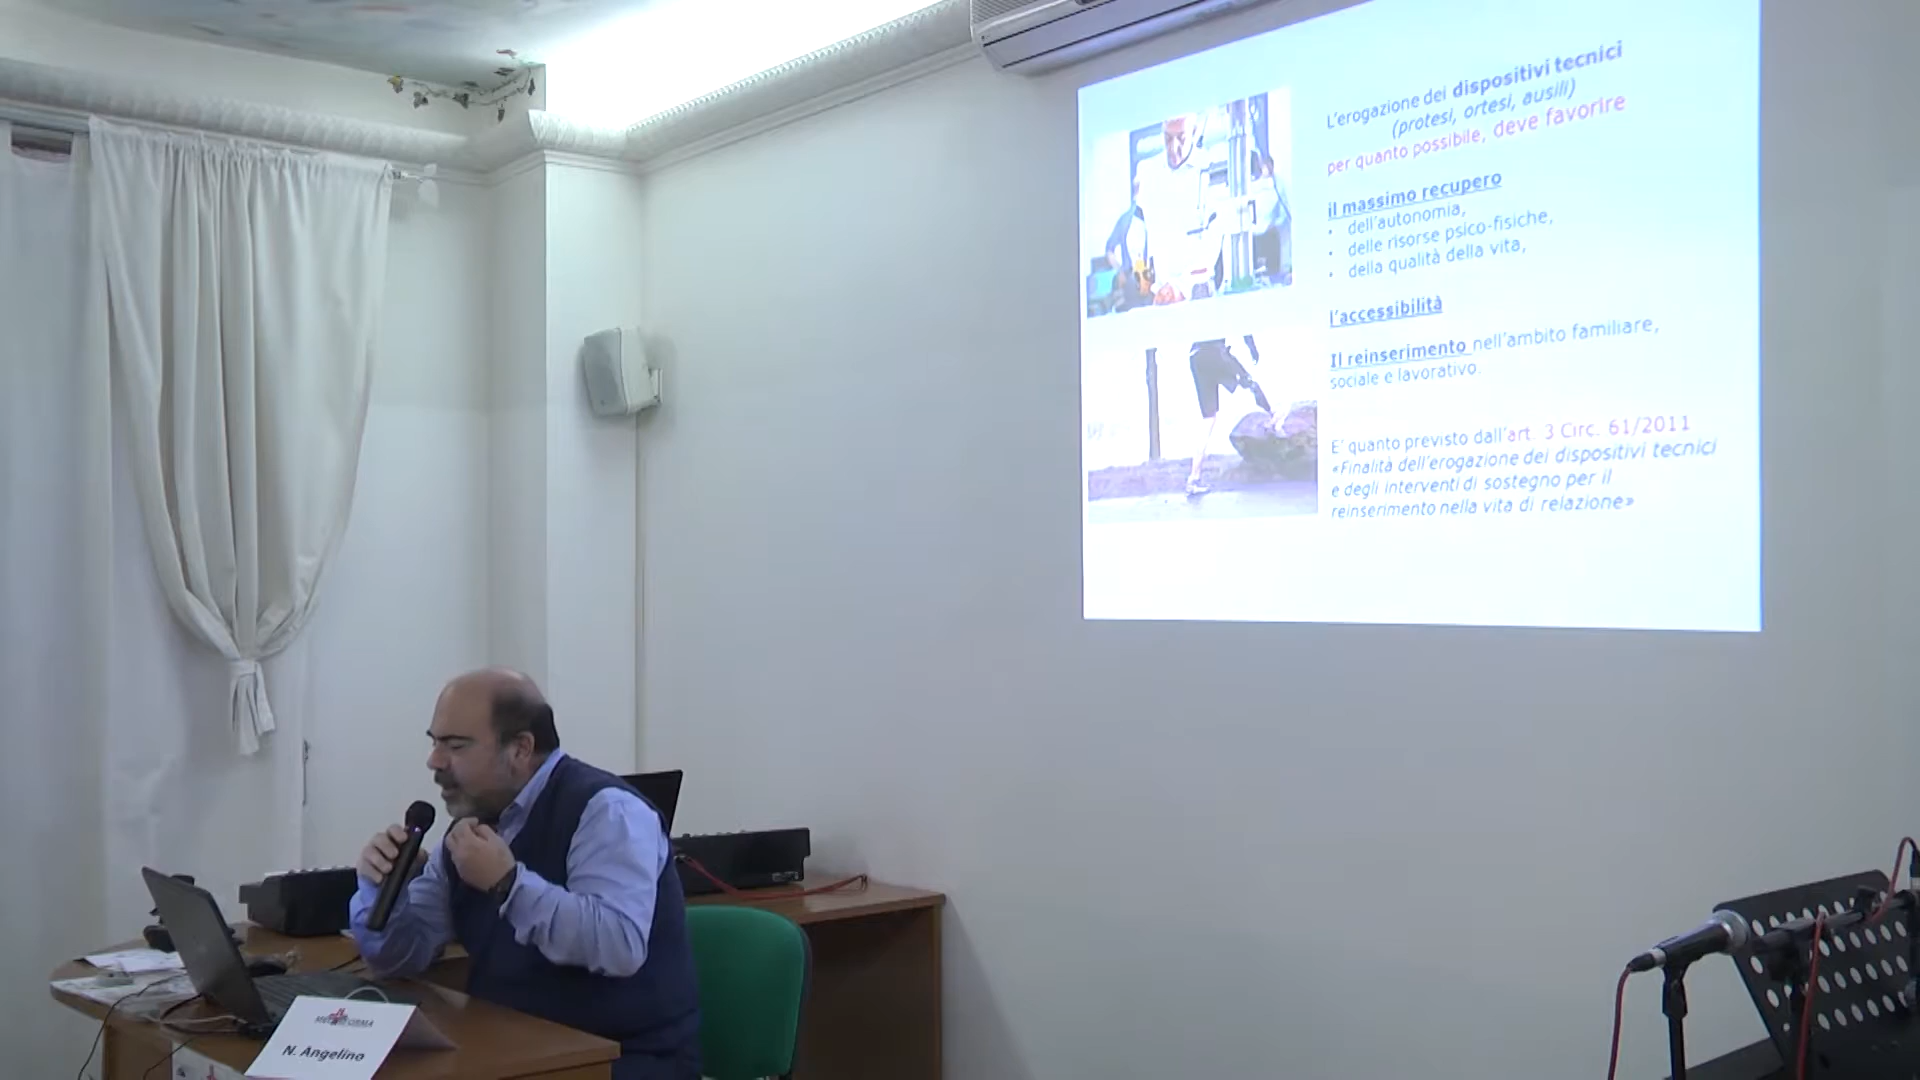 L'erogazione dei dispositivi tecnici
(protesi, ortesi, ausili)
per quanto possibile, deve favorire
il massimo recupero
• dell'autonomia,
• delle risorse psico-fisiche,
• della qualità della vita,
l'accessibilità
Il reinserimento nell'ambito familiare,
sociale e lavorativo.
E' quanto previsto dall'art. 3 Circ. 61/2011
«Finalità dell'erogazione dei dispositivi tecnici
e degli interventi di sostegno per il
reinserimento nella vita di relazione»
N. Angelino